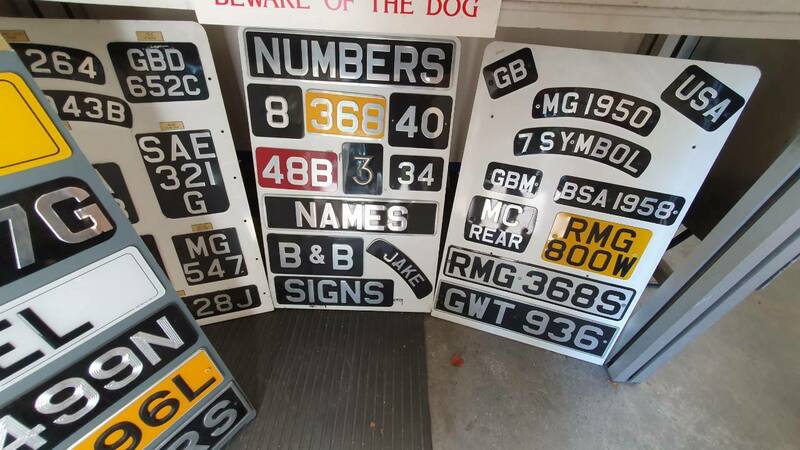 BEWARE OF THE DOG
264
GBD
652C
43B
SAE
321
G
MG
547
28J
7G
EL
499N
96L
RS
NUMBERS
8
368
40
48B
3
34
NAMES
B & B
JAKE
SIGNS
GB
USA
MG 1950
7 SYMBOL
GBM
BSA 1958
MC
REAR
RMG
800W
RMG 368S
GWT 936